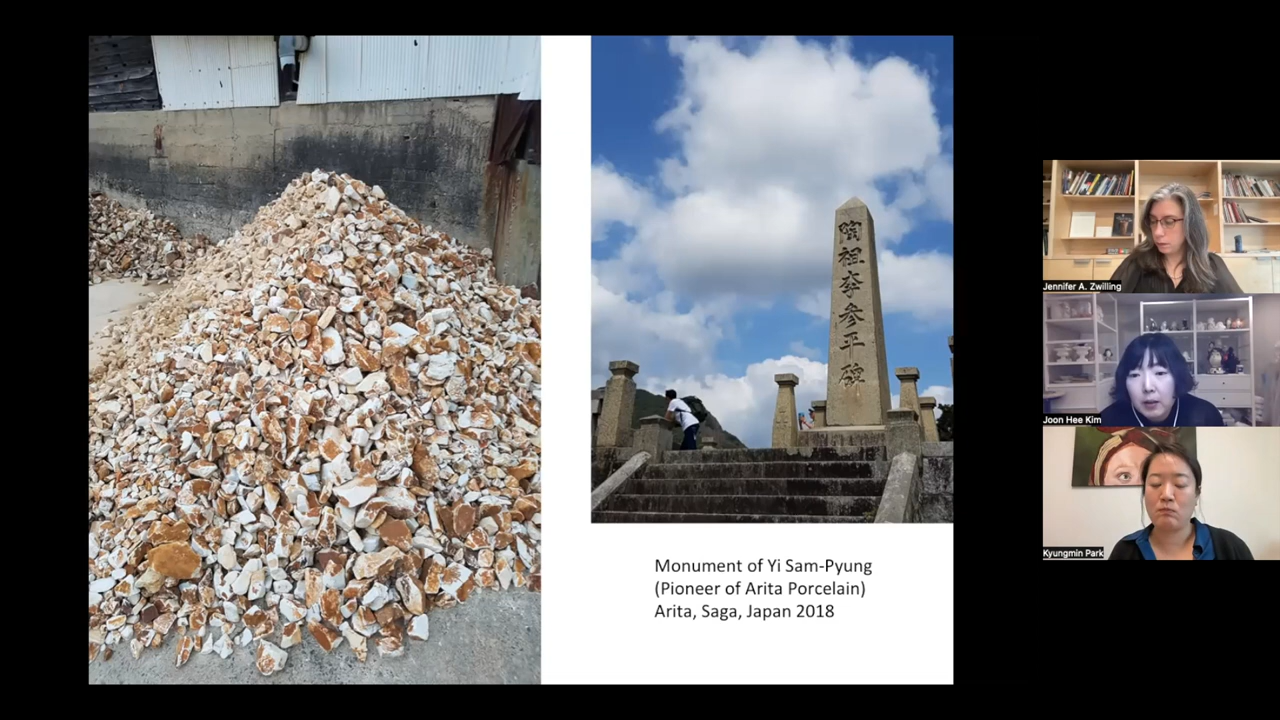 陶祖李参平碑
Monument of Yi Sam-Pyung
(Pioneer of Arita Porcelain)
Arita, Saga, Japan 2018
Jennifer A. Zwilling
Joon Hee Kim
Kyungmin Park